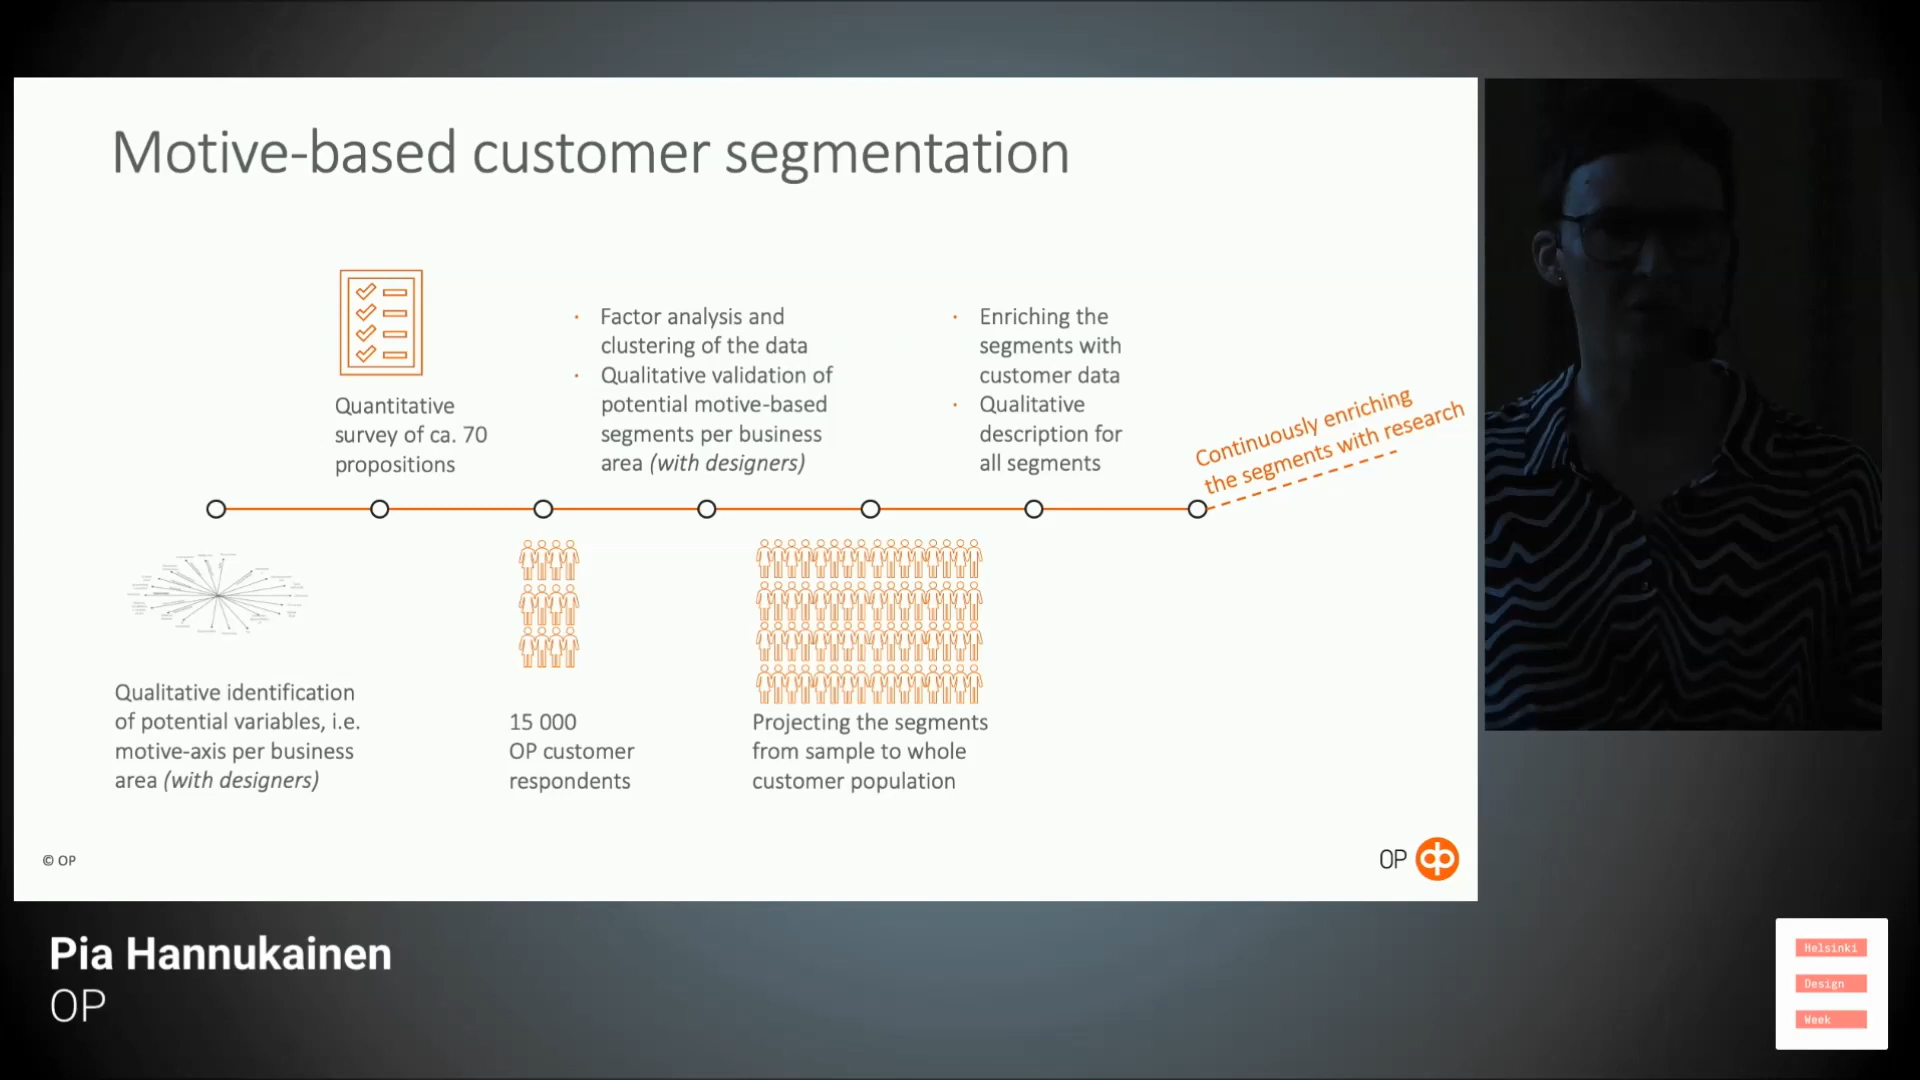 Motive-based customer segmentation
Quantitative
survey of ca. 70
propositions
· Factor analysis and
clustering of the data
· Qualitative validation of
potential motive-based
segments per business
area (with designers)
· Enriching the
segments with
customer data
· Qualitative
description for
all segments
Continuously enriching
the segments with research
Qualitative identification
of potential variables, i.e.
motive-axis per business
area (with designers)
15 000
OP customer
respondents
Projecting the segments
from sample to whole
customer population
© OP
OP
Pia Hannukainen
OP
Helsinki
Design
Week